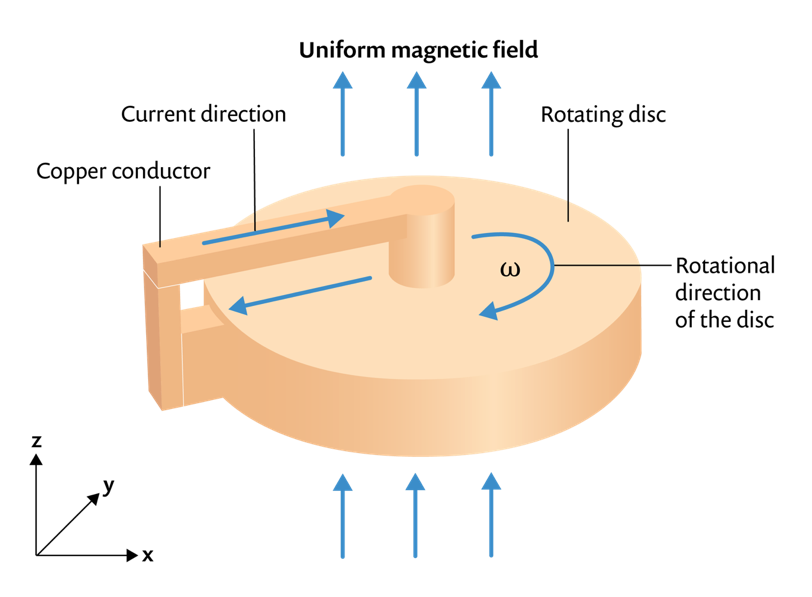 Uniform magnetic field
Current direction
Rotating disc
Copper conductor
ω
Rotational
direction
of the disc
z
y
x